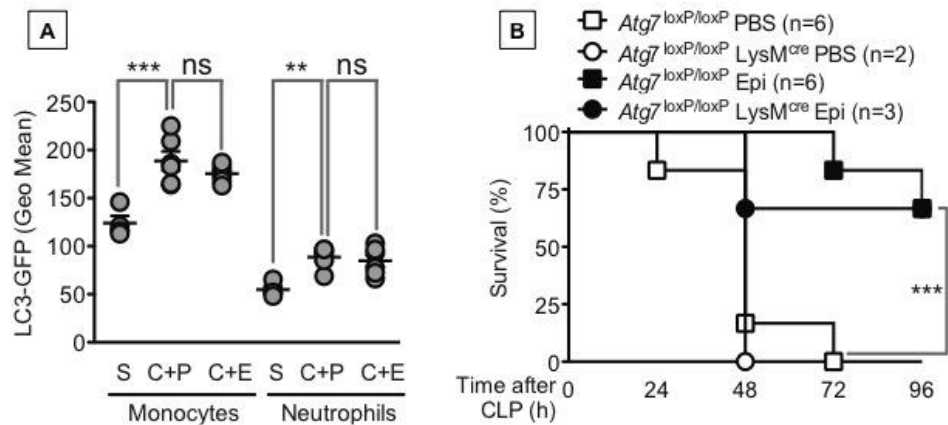 A
*** ns
** ns
LC3-GFP (Geo Mean)
250
200
150
100
50
0
S C+P C+E S C+P C+E
Monocytes Neutrophils
B
Atg7 loxP/loxP PBS (n=6)
Atg7 loxP/loxP LysMcre PBS (n=2)
Atg7 loxP/loxP Epi (n=6)
Atg7 loxP/loxP LysMcre Epi (n=3)
Survival (%)
100
75
50
25
0
***
Time after CLP (h)
0 24 48 72 96